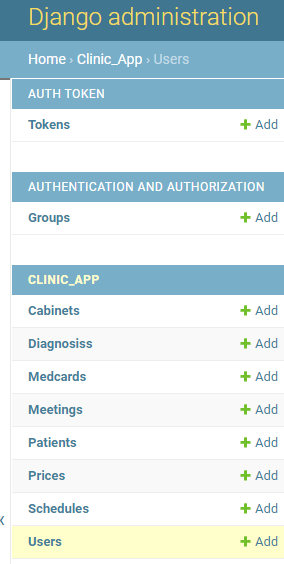 Django administration
Home › Clinic_App › Users
AUTH TOKEN
Tokens + Add
AUTHENTICATION AND AUTHORIZATION
Groups + Add
CLINIC_APP
Cabinets + Add
Diagnosiss + Add
Medcards + Add
Meetings + Add
Patients + Add
Prices + Add
Schedules + Add
Users + Add